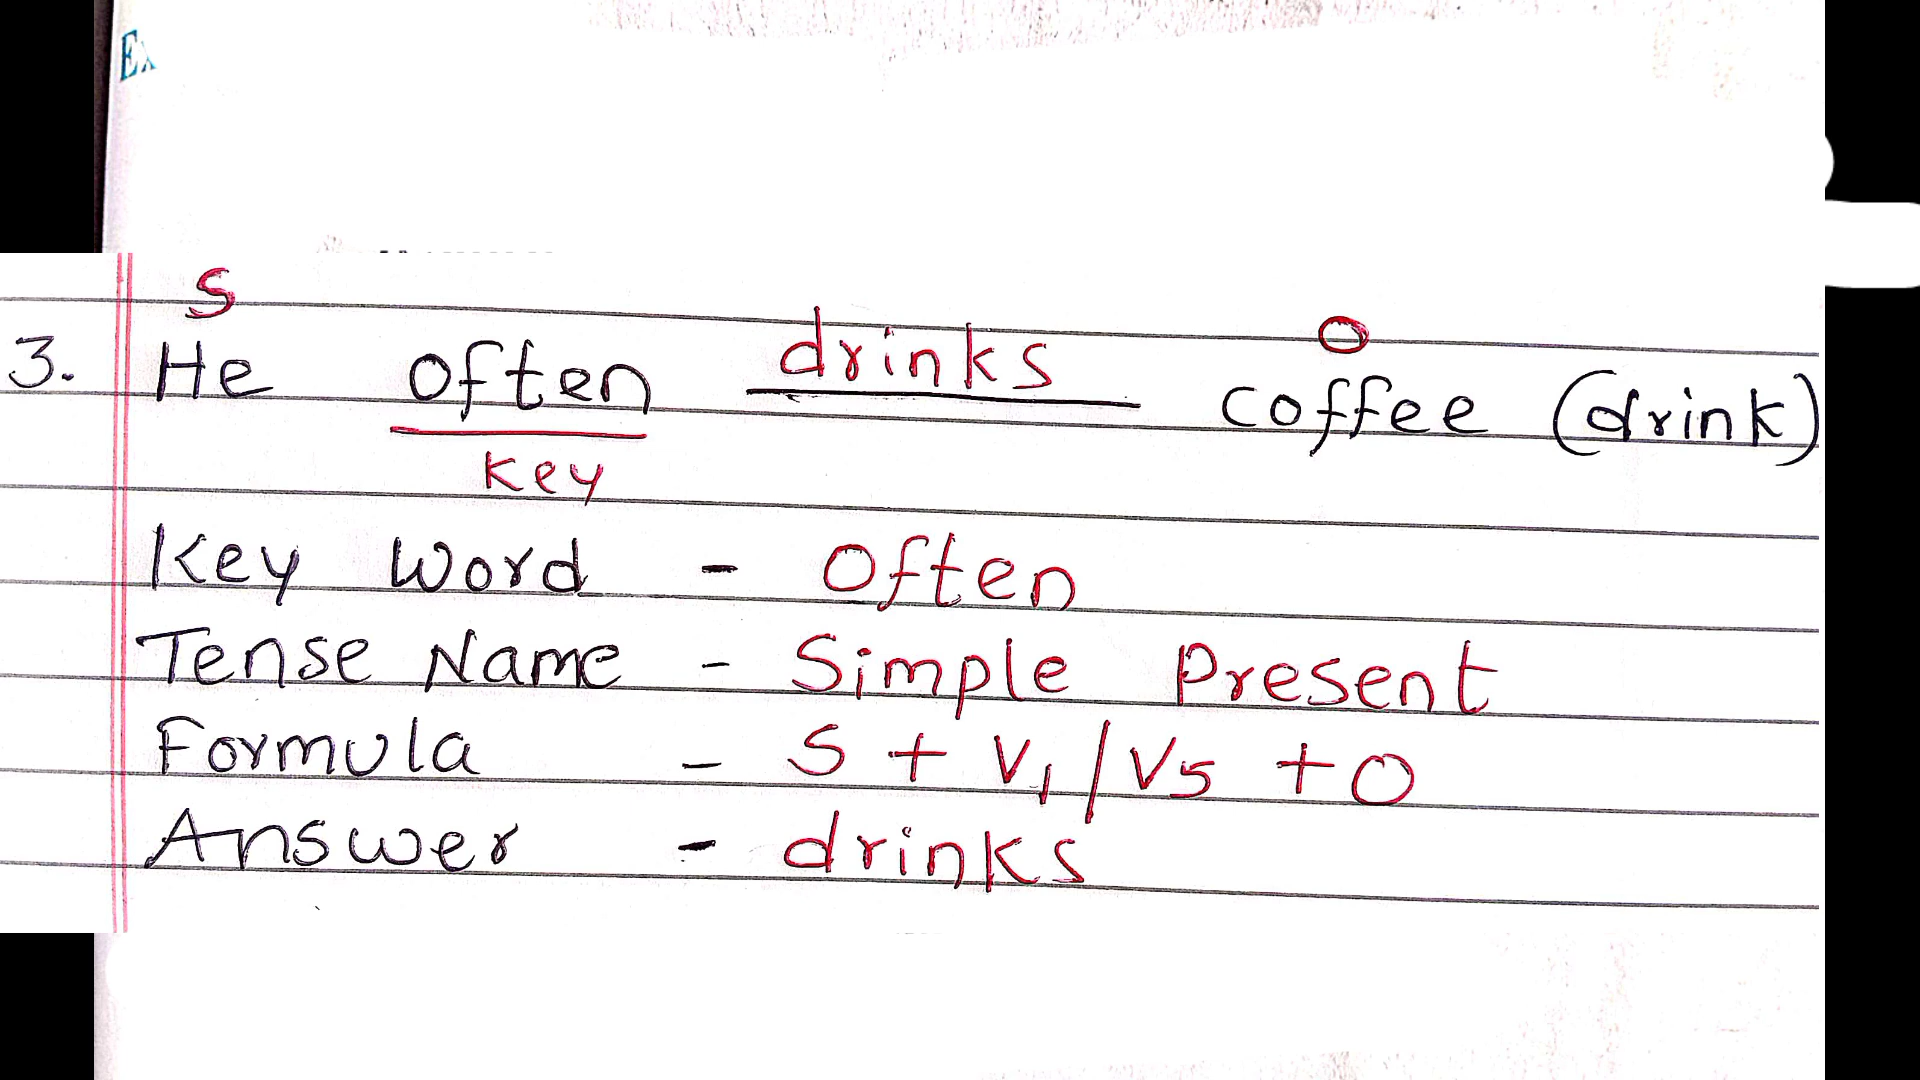 Ex
S
O
3. He often drinks coffee (drink)
key
Key Word - Often
Tense Name - Simple Present
Formula - S + V1/V5 + O
Answer - drinks